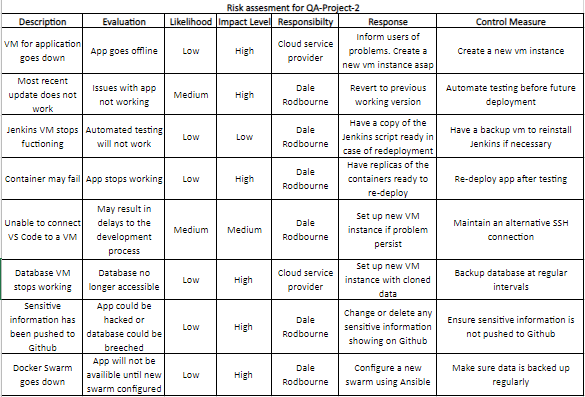 Risk assesment for QA-Project-2
Description Evaluation Likelihood Impact Level Responsibilty Response Control Measure
VM for application goes down App goes offline Low High Cloud service provider Inform users of problems. Create a new vm instance asap Create a new vm instance
Most recent update does not work Issues with app not working Medium High Dale Rodbourne Revert to previous working version Automate testing before future deployment
Jenkins VM stops fuctioning Automated testing will not work Low Low Dale Rodbourne Have a copy of the Jenkins script ready in case of redeployment Have a backup vm to reinstall Jenkins if necessary
Container may fail App stops working Low High Dale Rodbourne Have replicas of the containers ready to re-deploy Re-deploy app after testing
Unable to connect VS Code to a VM May result in delays to the development process Medium Medium Dale Rodbourne Set up new VM instance if problem persist Maintain an alternative SSH connection
Database VM stops working Database no longer accessible Low High Cloud service provider Set up new VM instance with cloned data Backup database at regular intervals
Sensitive information has been pushed to Github App could be hacked or database could be breeched Low High Dale Rodbourne Change or delete any sensitive information showing on Github Ensure sensitive information is not pushed to Github
Docker Swarm goes down App will not be availible until new swarm configured Low High Dale Rodbourne Configure a new swarm using Ansible Make sure data is backed up regularly